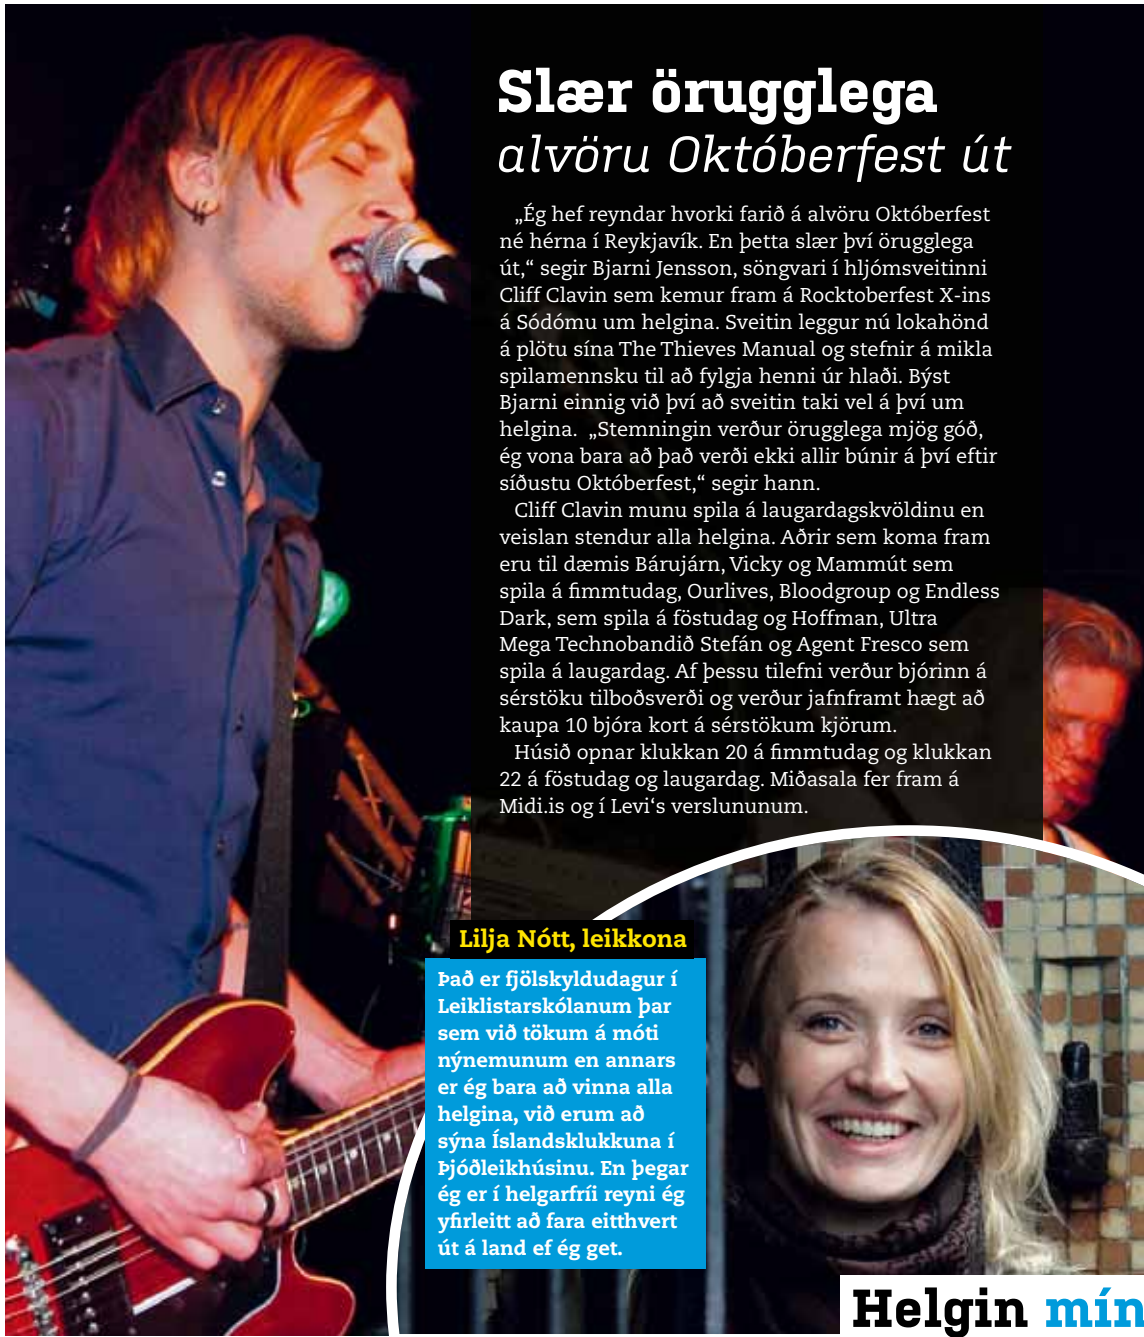 Slær örugglega
alvöru Októberfest út
„Ég hef reyndar hvorki farið á alvöru Októberfest
né hérna í Reykjavík. En þetta slær því örugglega
út,“ segir Bjarni Jensson, söngvari í hljómsveitinni
Cliff Clavin sem kemur fram á Rocktoberfest X-ins
á Sódómu um helgina. Sveitin leggur nú lokahönd
á plötu sína The Thieves Manual og stefnir á mikla
spilamennsku til að fylgja henni úr hlaði. Býst
Bjarni einnig við því að sveitin taki vel á því um
helgina. „Stemningin verður örugglega mjög góð,
ég vona bara að það verði ekki allir búnir á því eftir
síðustu Októberfest,“ segir hann.
Cliff Clavin munu spila á laugardagskvöldinu en
veislan stendur alla helgina. Aðrir sem koma fram
eru til dæmis Bárujárn, Vicky og Mammút sem
spila á fimmtudag, Ourlives, Bloodgroup og Endless
Dark, sem spila á föstudag og Hoffman, Ultra
Mega Technobandið Stefán og Agent Fresco sem
spila á laugardag. Af þessu tilefni verður bjórinn á
sérstöku tilboðsverði og verður jafnframt hægt að
kaupa 10 bjóra kort á sérstökum kjörum.
Húsið opnar klukkan 20 á fimmtudag og klukkan
22 á föstudag og laugardag. Miðasala fer fram á
Midi.is og í Levi‘s verslununum.
Lilja Nótt, leikkona
Það er fjölskyldudagur í
Leiklistarskólanum þar
sem við tökum á móti
nýnemunum en annars
er ég bara að vinna alla
helgina, við erum að
sýna Íslandsklukkuna í
Þjóðleikhúsinu. En þegar
ég er í helgarfríi reyni ég
yfirleitt að fara eitthvert
út á land ef ég get.
Helgin mín